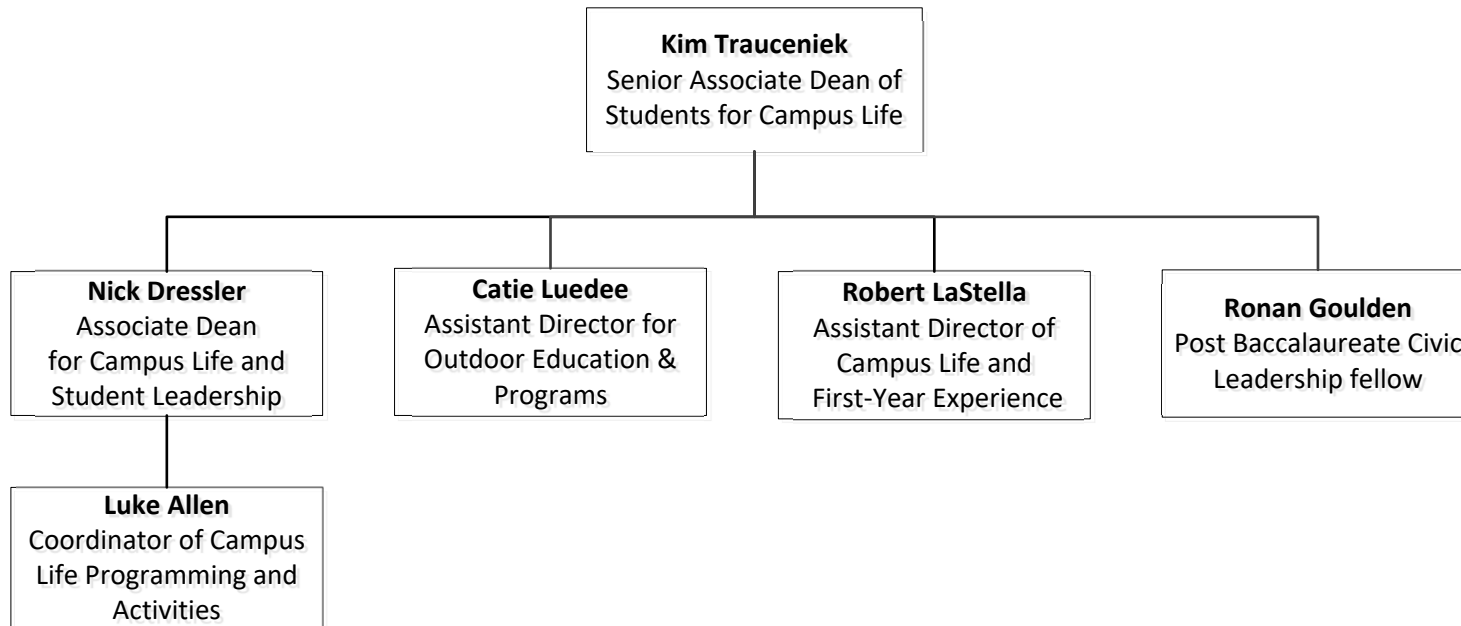 Kim Trauceniek
Senior Associate Dean of
Students for Campus Life
Nick Dressler
Associate Dean
for Campus Life and
Student Leadership
Catie Luedee
Assistant Director for
Outdoor Education &
Programs
Robert LaStella
Assistant Director of
Campus Life and
First-Year Experience
Ronan Goulden
Post Baccalaureate Civic
Leadership fellow
Luke Allen
Coordinator of Campus
Life Programming and
Activities